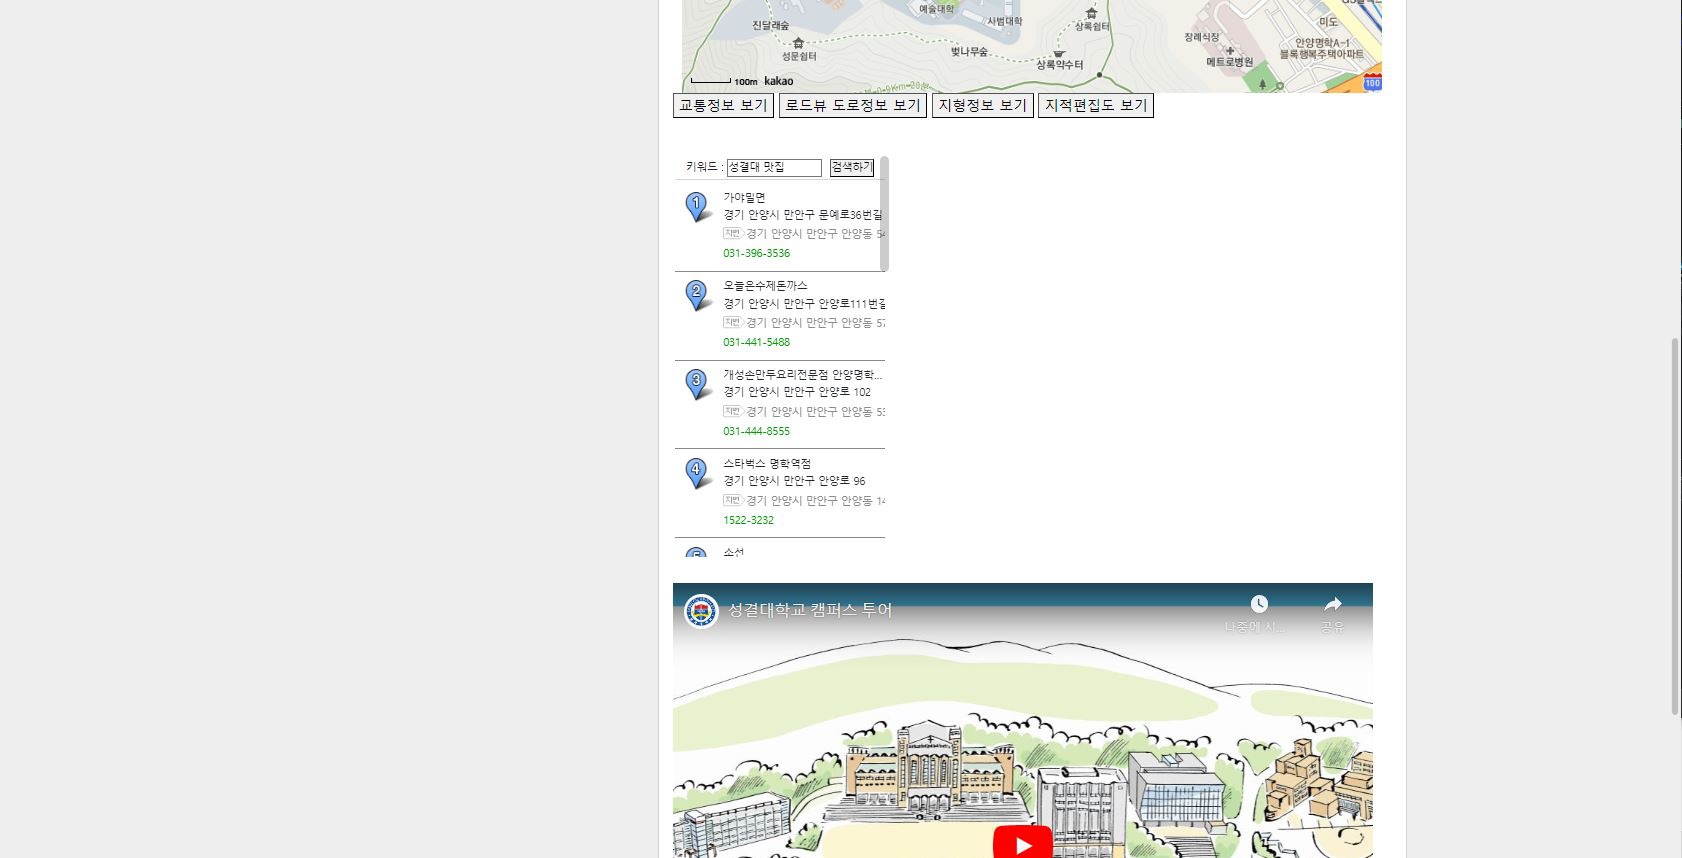 예술대학
사범대학
상록쉼터
진달래숲
미도
장례식장
안양명학A-1
블록행복주택아파트
성문쉼터
벚나무숲
상록약수터
메트로병원
100m kakao
100
교통정보 보기 로드뷰 도로정보 보기 지형정보 보기 지적편집도 보기
키워드 : 성결대 맛집 검색하기
1 가야밀면
경기 안양시 만안구 문예로36번길
지번 경기 안양시 만안구 안양동 54
031-396-3536
2 오늘은수제돈까스
경기 안양시 만안구 안양로111번길
지번 경기 안양시 만안구 안양동 57
031-441-5488
3 개성손만두요리전문점 안양명학...
경기 안양시 만안구 안양로 102
지번 경기 안양시 만안구 안양동 53
031-444-8555
4 스타벅스 명학역점
경기 안양시 만안구 안양로 96
지번 경기 안양시 만안구 안양동 14
1522-3232
5 소선
성결대학교 캠퍼스 투어
나중에 시... 공유